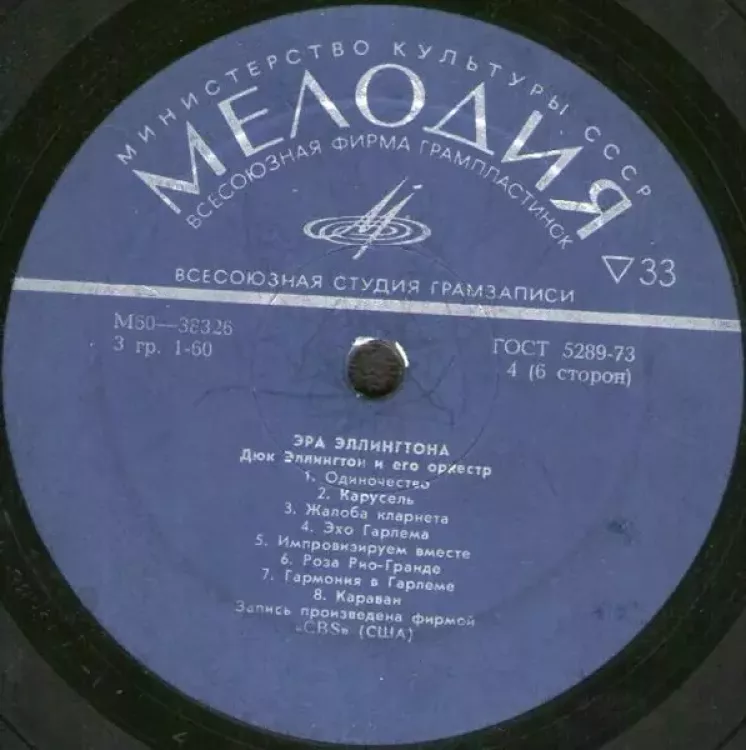 МИНИСТЕРСТВО КУЛЬТУРЫ СССР
МЕЛОДИЯ
ВСЕСОЮЗНАЯ ФИРМА ГРАМПЛАСТИНОК
33
ВСЕСОЮЗНАЯ СТУДИЯ ГРАМЗАПИСИ
М60—38326
3 гр. 1-60
ГОСТ 5289-73
4 (6 сторон)
ЭРА ЭЛЛИНГТОНА
Дюк Эллингтон и его оркестр
1. Одиночество
2. Карусель
3. Жалоба кларнета
4. Эхо Гарлема
5. Импровизируем вместе
6. Роза Рио-Гранде
7. Гармония в Гарлеме
8. Караван
Запись произведена фирмой
«CBS» (США)